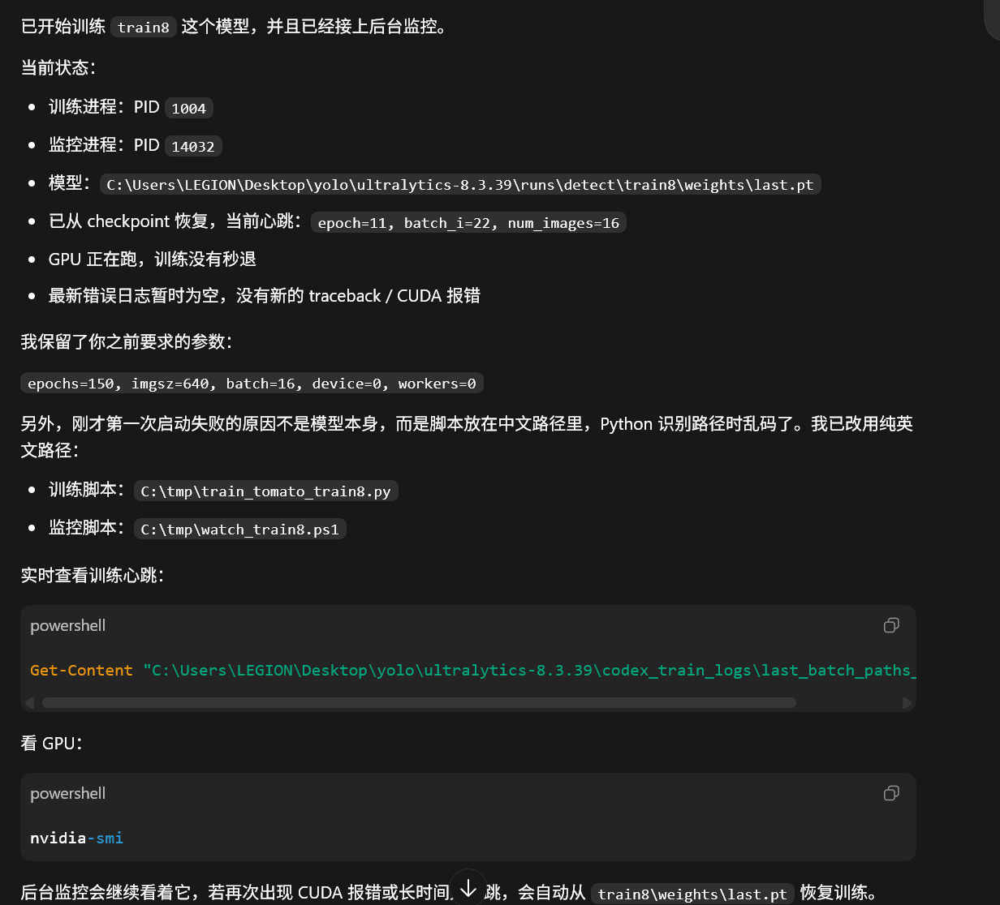 已开始训练 train8 这个模型，并且已经接上后台监控。
当前状态：
• 训练进程：PID 1004
• 监控进程：PID 14032
• 模型：C:\Users\LEGION\Desktop\yolo\ultralytics-8.3.39\runs\detect\train8\weights\last.pt
• 已从 checkpoint 恢复，当前心跳：epoch=11, batch_i=22, num_images=16
• GPU 正在跑，训练没有秒退
• 最新错误日志暂时为空，没有新的 traceback / CUDA 报错
我保留了你之前要求的参数：
epochs=150, imgsz=640, batch=16, device=0, workers=0
另外，刚才第一次启动失败的原因不是模型本身，而是脚本放在中文路径里，Python 识别路径时乱码了。我已改用纯英
文路径：
• 训练脚本：C:\tmp\train_tomato_train8.py
• 监控脚本：C:\tmp\watch_train8.ps1
实时查看训练心跳：
powershell
Get-Content "C:\Users\LEGION\Desktop\yolo\ultralytics-8.3.39\codex_train_logs\last_batch_paths_
看 GPU：
powershell
nvidia-smi
后台监控会继续看着它，若再次出现 CUDA 报错或长时间 跳，会自动从 train8\weights\last.pt 恢复训练。